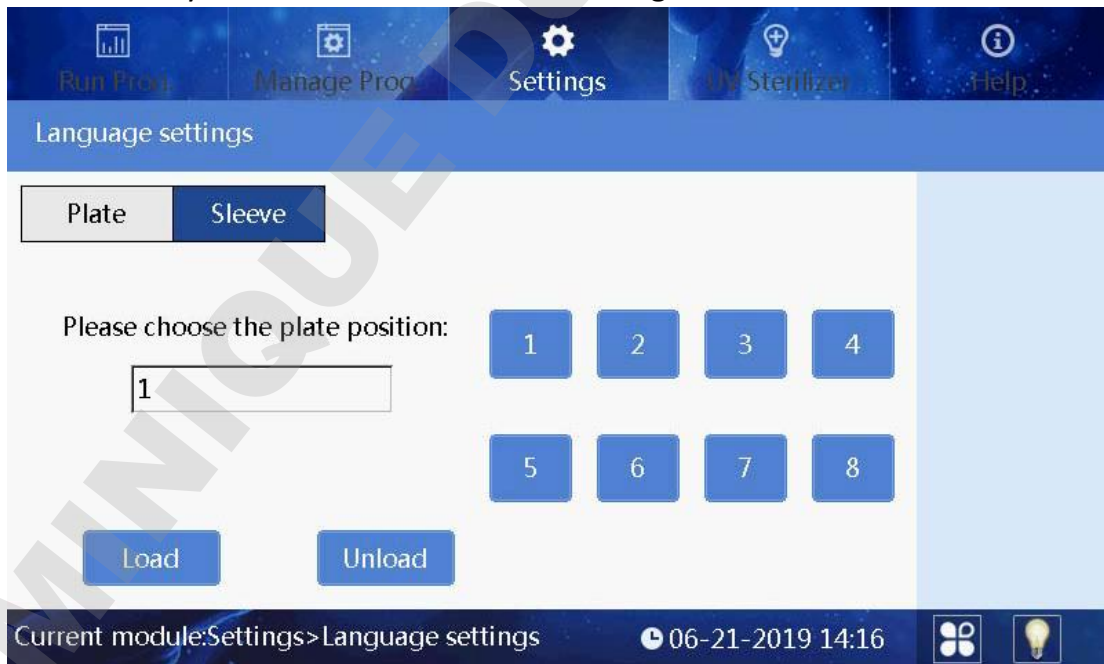 Run Prog.
Manage Prog.
Settings
UV Sterilizer
Help
Language settings
Plate
Sleeve
Please choose the plate position:
1
1 2 3 4
5 6 7 8
Load
Unload
Current module:Settings>Language settings
06-21-2019 14:16